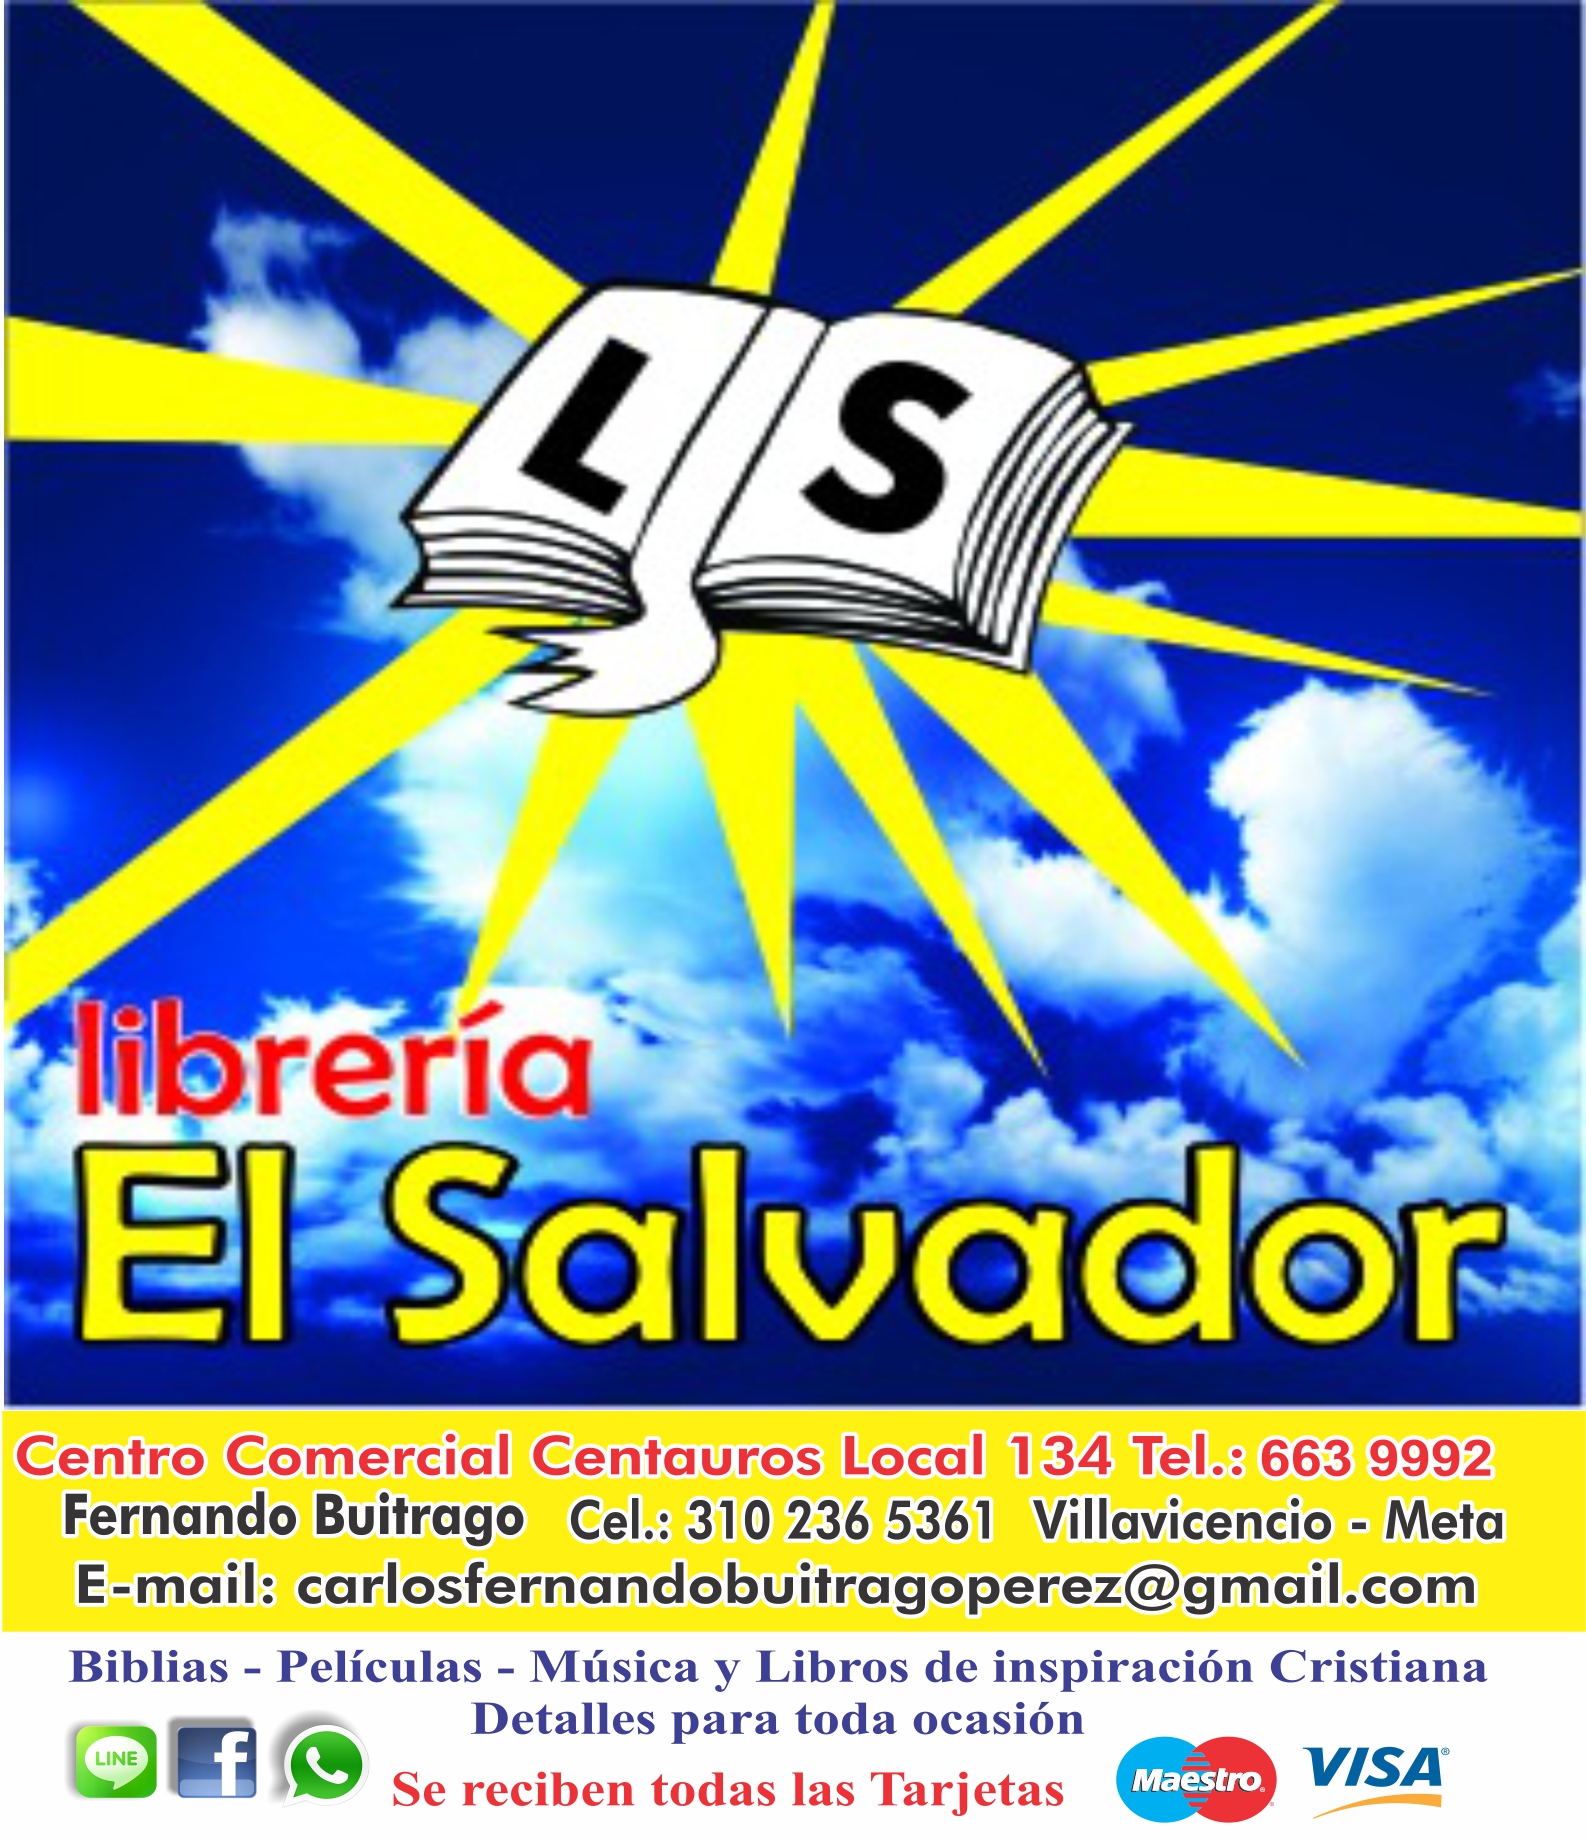 L S
librería
El Salvador
Centro Comercial Centauros Local 134 Tel.: 663 9992
Fernando Buitrago Cel.: 310 236 5361 Villavicencio - Meta
E-mail: carlosfernandobuitragoperez@gmail.com
Biblias - Películas - Música y Libros de inspiración Cristiana
Detalles para toda ocasión
LINE f Maestro® VISA®
Se reciben todas las Tarjetas